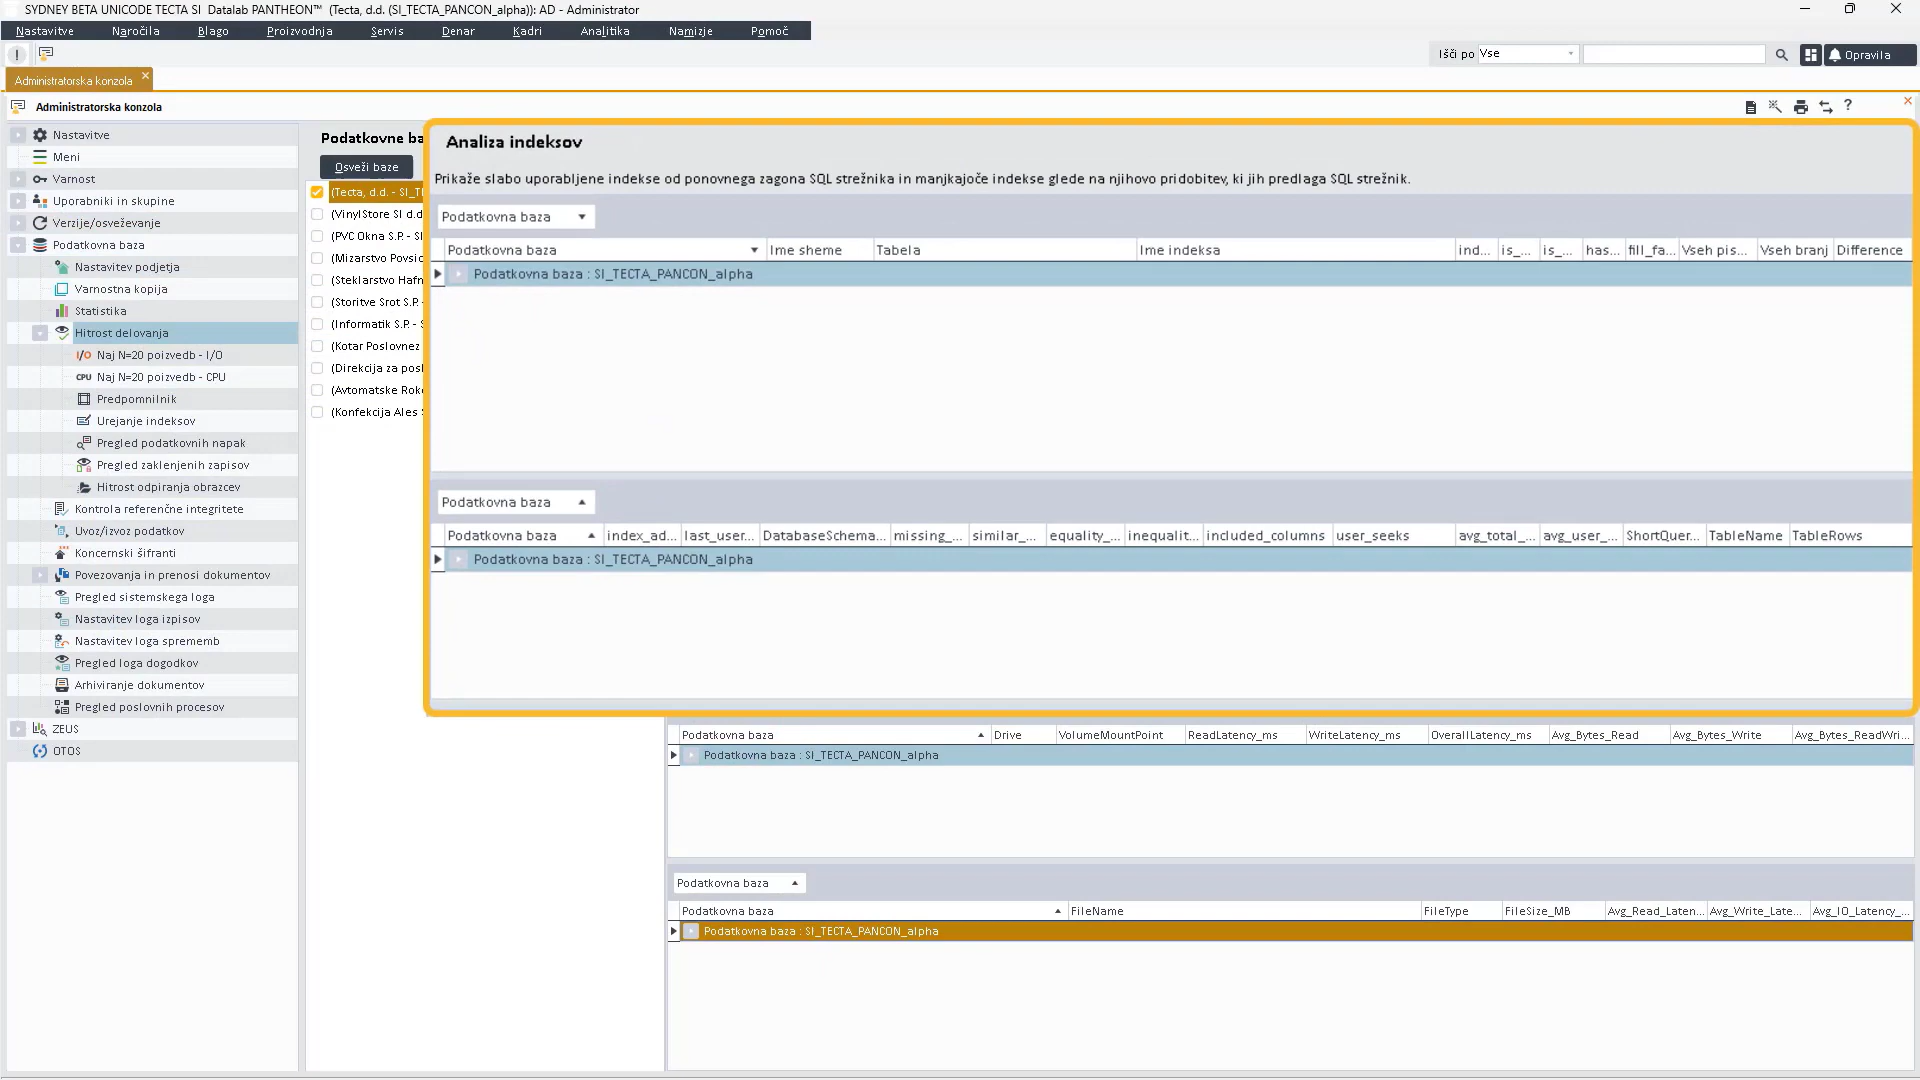 SYDNEY BETA UNICODE TECTA SI Datalab PANTHEON™ (Tecta, d.d. (SI_TECTA_PANCON_alpha)): AD - Administrator
Nastavitve Naročila Blago Proizvodnja Servis Denar Kadri Analitika Namizje Pomoč
Išči po Vse Opravila
Administratorska konzola
Administratorska konzola
Nastavitve
Meni
Varnost
Uporabniki in skupine
Verzije/osveževanje
Podatkovna baza
Nastavitev podjetja
Varnostna kopija
Statistika
Hitrost delovanja
I/O Naj N=20 poizvedb - I/O
CPU Naj N=20 poizvedb - CPU
Predpomnilnik
Urejanje indeksov
Pregled podatkovnih napak
Pregled zaklenjenih zapisov
Hitrost odpiranja obrazcev
Kontrola referenčne integritete
Uvoz/izvoz podatkov
Koncernski šifranti
Povezovanja in prenosi dokumentov
Pregled sistemskega loga
Nastavitev loga izpisov
Nastavitev loga sprememb
Pregled loga dogodkov
Arhiviranje dokumentov
Pregled poslovnih procesov
ZEUS
OTOS
Podatkovne ba
Osveži baze
(Tecta, d.d. - SI_T
(VinylStore SI d.d
(PVC Okna S.P. - SI
(Mizarstvo Povsic
(Steklarstvo Hafn
(Storitve Srot S.P. -
(Informatik S.P. - S
(Kotar Poslovnez
(Direkcija za posl
(Avtomatske Roke
(Konfekcija Ales S
Analiza indeksov
Prikaže slabo uporabljene indekse od ponovnega zagona SQL strežnika in manjkajoče indekse glede na njihovo pridobitev, ki jih predlaga SQL strežnik.
Podatkovna baza
Podatkovna baza Ime sheme Tabela Ime indeksa ind... is_... is_... has... fill_fa... Vseh pis... Vseh branj Difference
Podatkovna baza : SI_TECTA_PANCON_alpha
Podatkovna baza
Podatkovna baza index_ad... last_user... DatabaseSchema... missing_... similar_... equality_... inequalit... included_columns user_seeks avg_total_... avg_user_... ShortQuer... TableName TableRows
Podatkovna baza : SI_TECTA_PANCON_alpha
Podatkovna baza Drive VolumeMountPoint ReadLatency_ms WriteLatency_ms OverallLatency_ms Avg_Bytes_Read Avg_Bytes_Write Avg_Bytes_ReadWri...
Podatkovna baza : SI_TECTA_PANCON_alpha
Podatkovna baza
Podatkovna baza FileName FileType FileSize_MB Avg_Read_Laten... Avg_Write_Late... Avg_IO_Latency_...
Podatkovna baza : SI_TECTA_PANCON_alpha